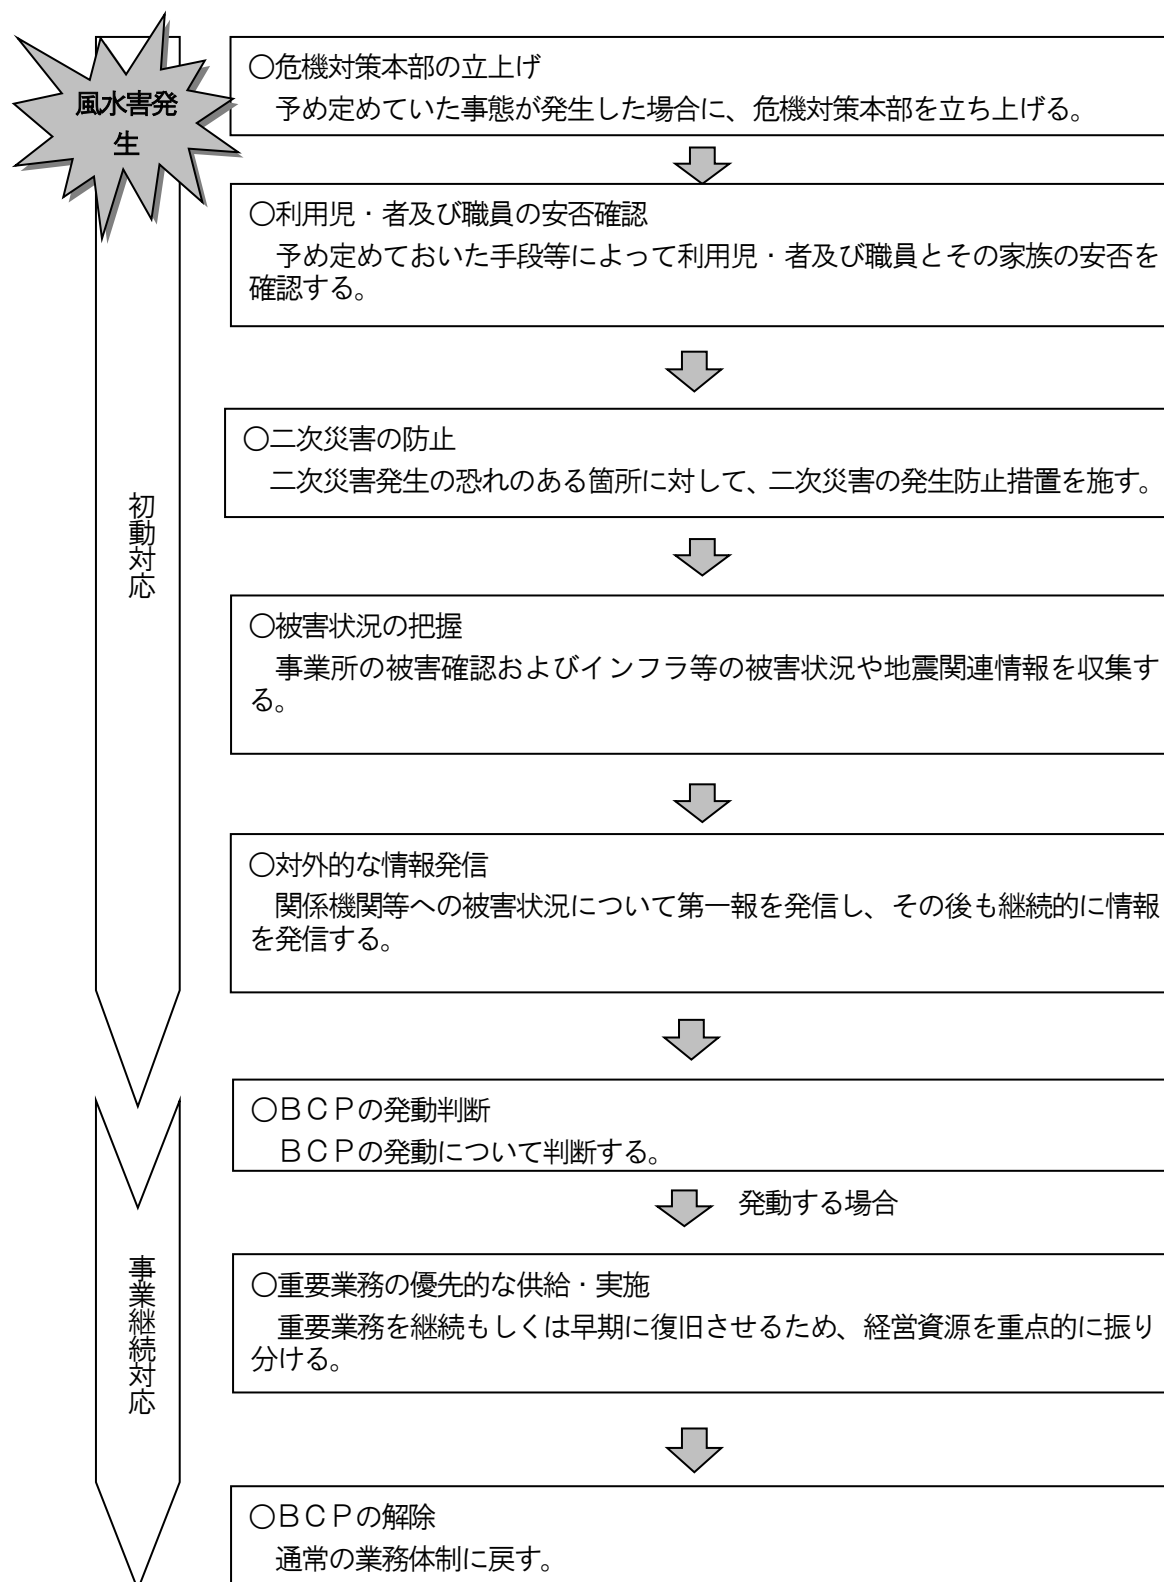 風水害発
生
○危機対策本部の立上げ
予め定めていた事態が発生した場合に、危機対策本部を立ち上げる。
○利用児・者及び職員の安否確認
予め定めておいた手段等によって利用児・者及び職員とその家族の安否を
確認する。
○二次災害の防止
二次災害発生の恐れのある箇所に対して、二次災害の発生防止措置を施す。
初動対応
○被害状況の把握
事業所の被害確認およびインフラ等の被害状況や地震関連情報を収集す
る。
○対外的な情報発信
関係機関等への被害状況について第一報を発信し、その後も継続的に情報
を発信する。
○ＢＣＰの発動判断
ＢＣＰの発動について判断する。
発動する場合
事業継続対応
○重要業務の優先的な供給・実施
重要業務を継続もしくは早期に復旧させるため、経営資源を重点的に振り
分ける。
○ＢＣＰの解除
通常の業務体制に戻す。